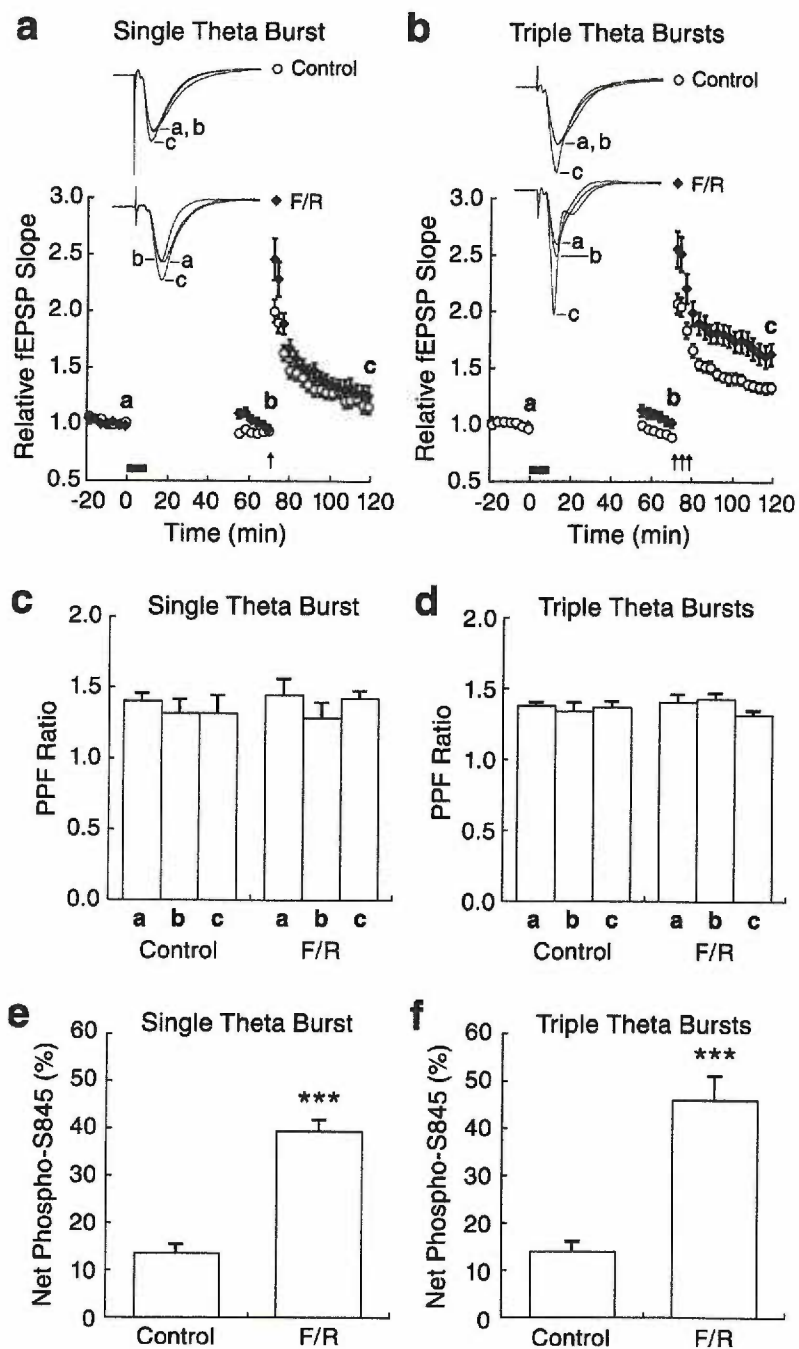 a Single Theta Burst
Control
a, b
c
F/R
b
a
c
Relative fEPSP Slope
3.0
2.5
2.0
1.5
1.0
0.5
a
b
c
-20 0 20 40 60 80 100 120
Time (min)
b Triple Theta Bursts
Control
a, b
c
F/R
a
b
c
Relative fEPSP Slope
3.0
2.5
2.0
1.5
1.0
0.5
a
b
c
-20 0 20 40 60 80 100 120
Time (min)
c Single Theta Burst
PPF Ratio
2.0
1.5
1.0
0.5
0.0
a b c a b c
Control F/R
d Triple Theta Bursts
PPF Ratio
2.0
1.5
1.0
0.5
0.0
a b c a b c
Control F/R
e Single Theta Burst
Net Phospho-S845 (%)
60
50
40
30
20
10
0
***
Control F/R
f Triple Theta Bursts
Net Phospho-S845 (%)
60
50
40
30
20
10
0
***
Control F/R